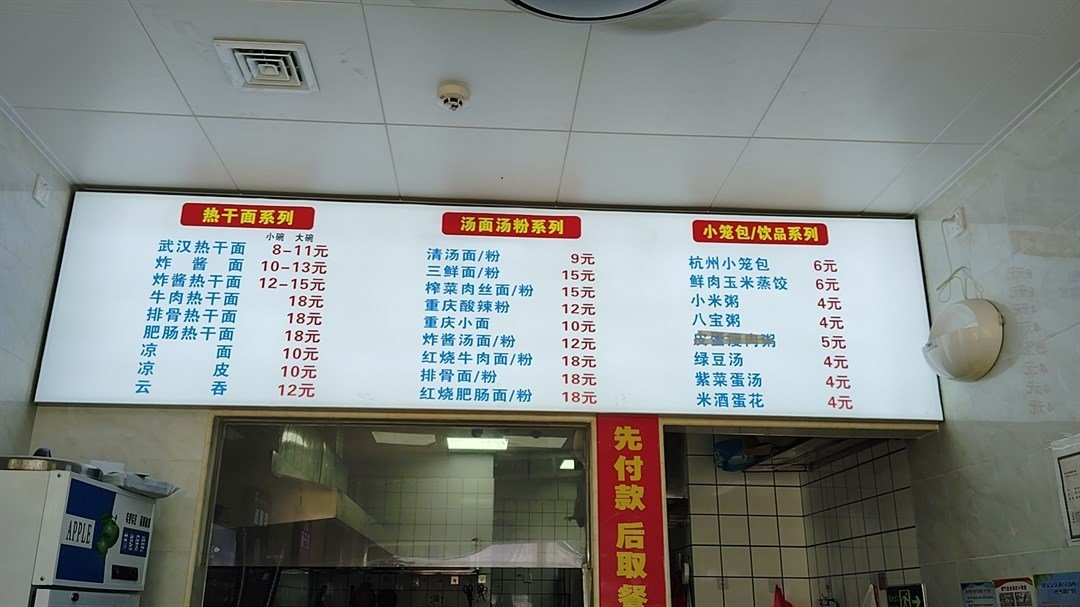 热干面系列
小碗 大碗
武汉热干面 8-11元
炸酱面 10-13元
炸酱热干面 12-15元
牛肉热干面 18元
排骨热干面 18元
肥肠热干面 18元
凉面 10元
凉皮 10元
云吞 12元
汤面汤粉系列
清汤面/粉 9元
三鲜面/粉 15元
榨菜肉丝面/粉 15元
重庆酸辣粉 12元
重庆小面 10元
炸酱汤面/粉 12元
红烧牛肉面/粉 18元
排骨面/粉 18元
红烧肥肠面/粉 18元
小笼包/饮品系列
杭州小笼包 6元
鲜肉玉米蒸饺 6元
小米粥 4元
八宝粥 4元
皮蛋瘦肉粥 5元
绿豆汤 4元
紫菜蛋汤 4元
米酒蛋花 4元
先付款 后取餐
APPLE